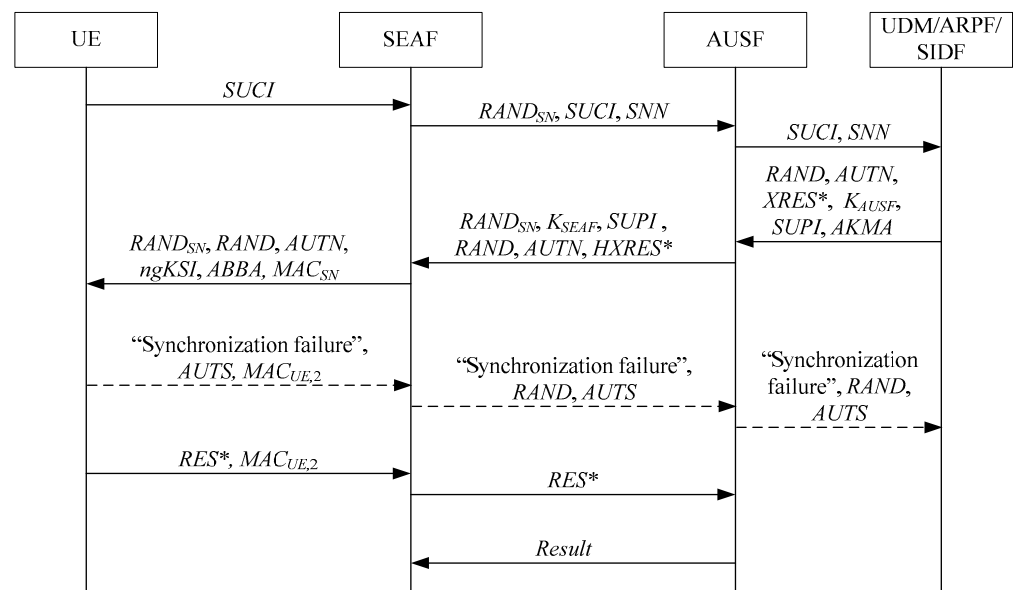 UE
SEAF
AUSF
UDM/ARPF/
SIDF
SUCI
RAND_SN, SUCI, SNN
SUCI, SNN
RAND, AUTN,
XRES*, K_AUSF,
SUPI, AKMA
RAND_SN, K_SEAF, SUPI ,
RAND, AUTN, HXRES*
RAND_SN, RAND, AUTN,
ngKSI, ABBA, MAC_SN
“Synchronization failure”,
AUTS, MAC_UE,2
“Synchronization failure”,
RAND, AUTS
“Synchronization
failure”, RAND,
AUTS
RES*, MAC_UE,2
RES*
Result